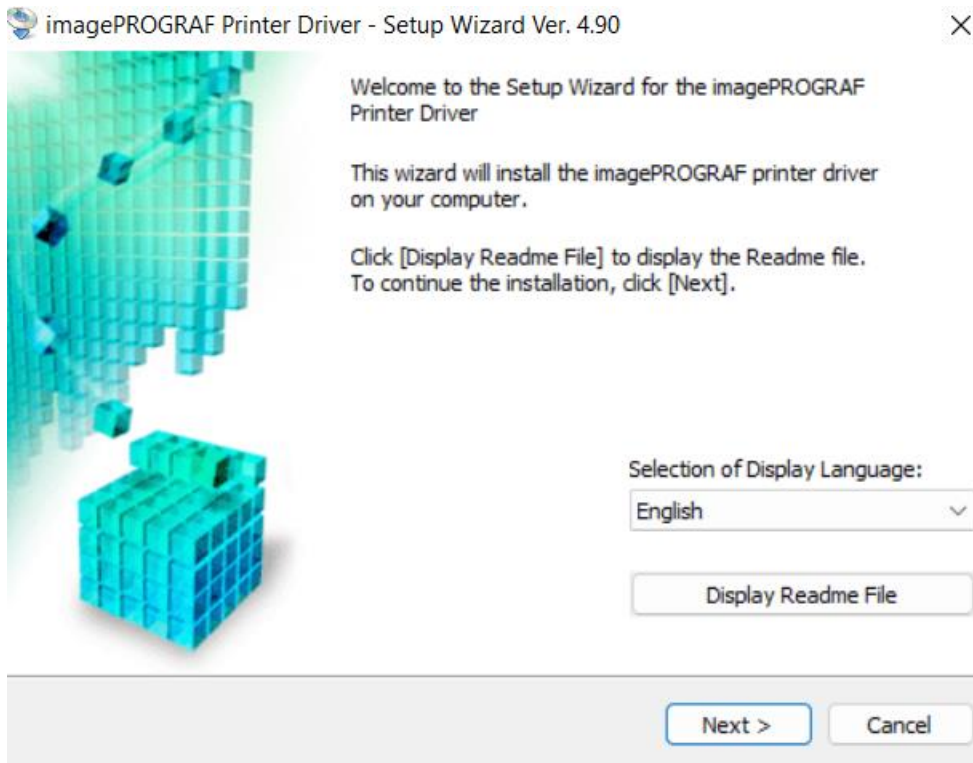 imagePROGRAF Printer Driver - Setup Wizard Ver. 4.90
Welcome to the Setup Wizard for the imagePROGRAF
Printer Driver
This wizard will install the imagePROGRAF printer driver
on your computer.
Click [Display Readme File] to display the Readme file.
To continue the installation, click [Next].
Selection of Display Language:
English
Display Readme File
Next >
Cancel